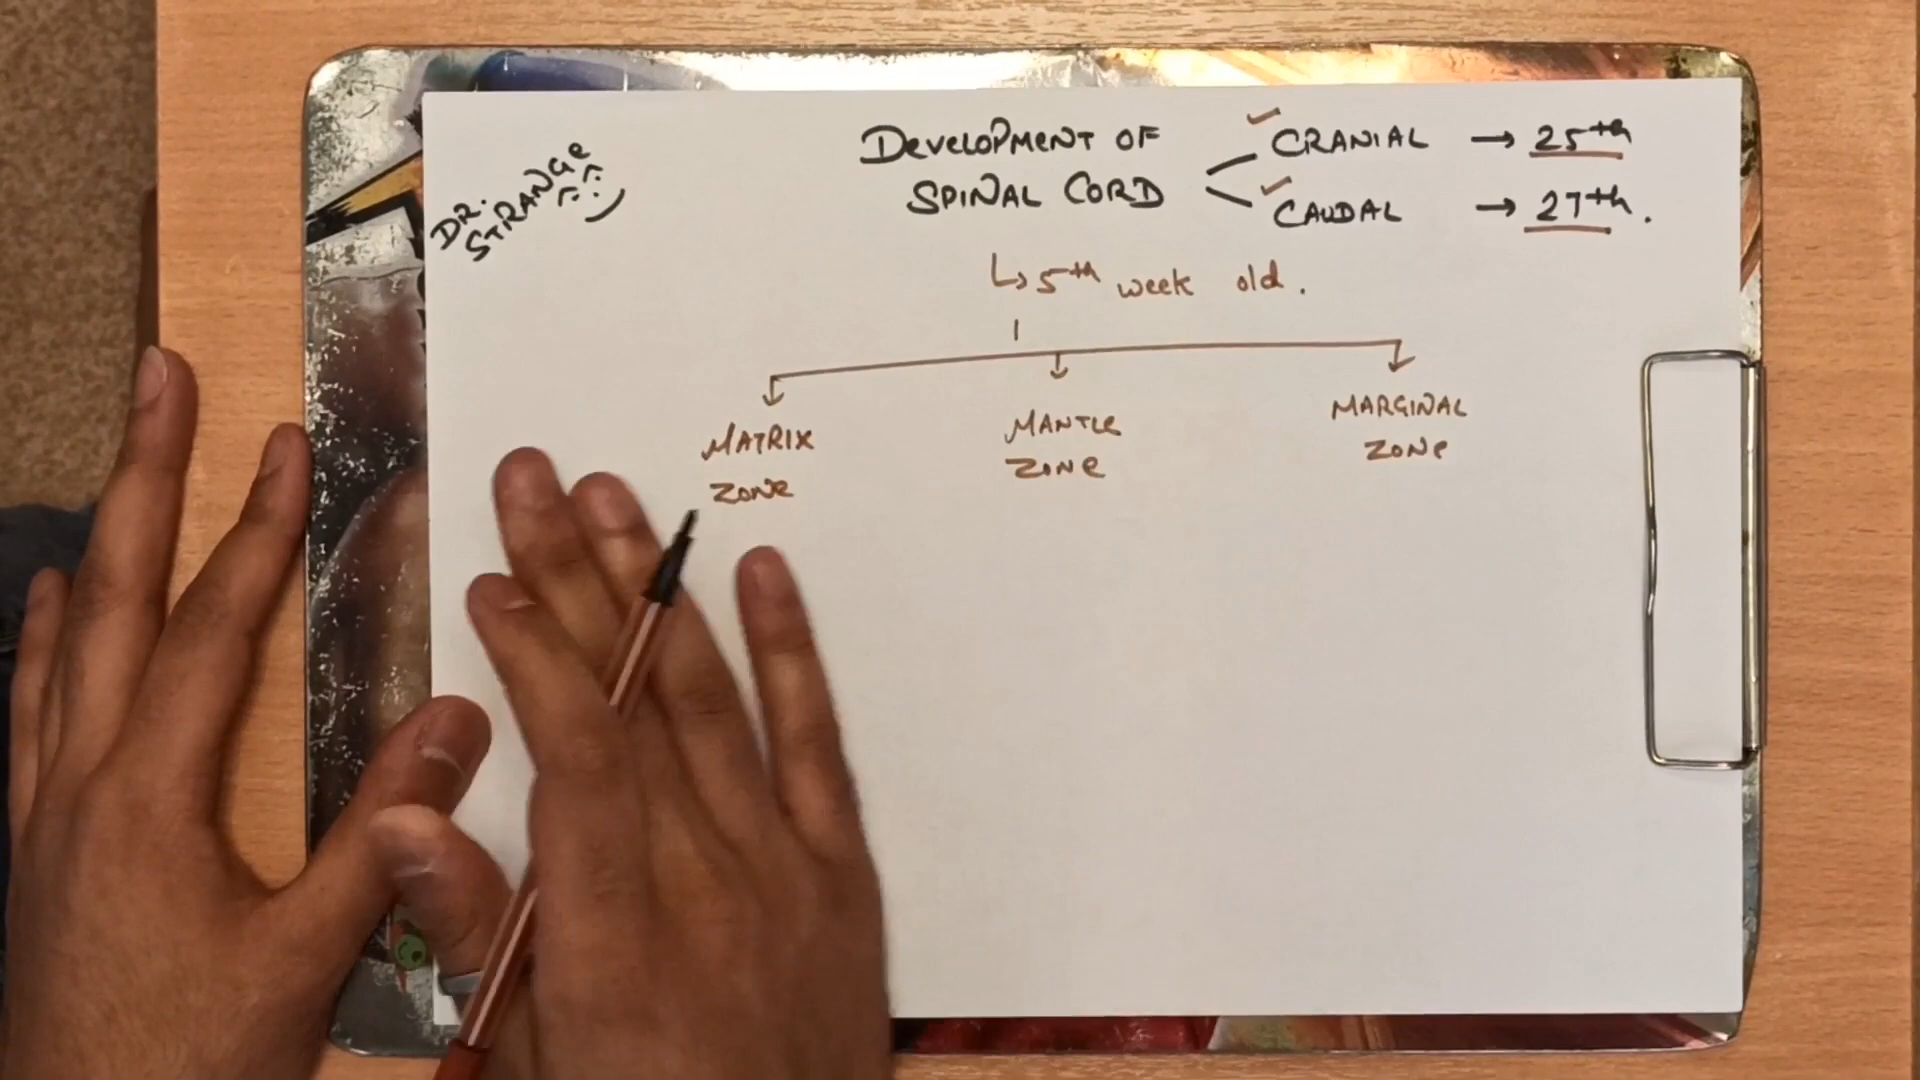 DR.
STRANGE
DEVELOPMENT OF
SPINAL CORD
CRANIAL → 25th
CAUDAL → 27th.
↳ 5th week old.
MATRIX
ZONE
MANTLE
ZONE
MARGINAL
ZONE